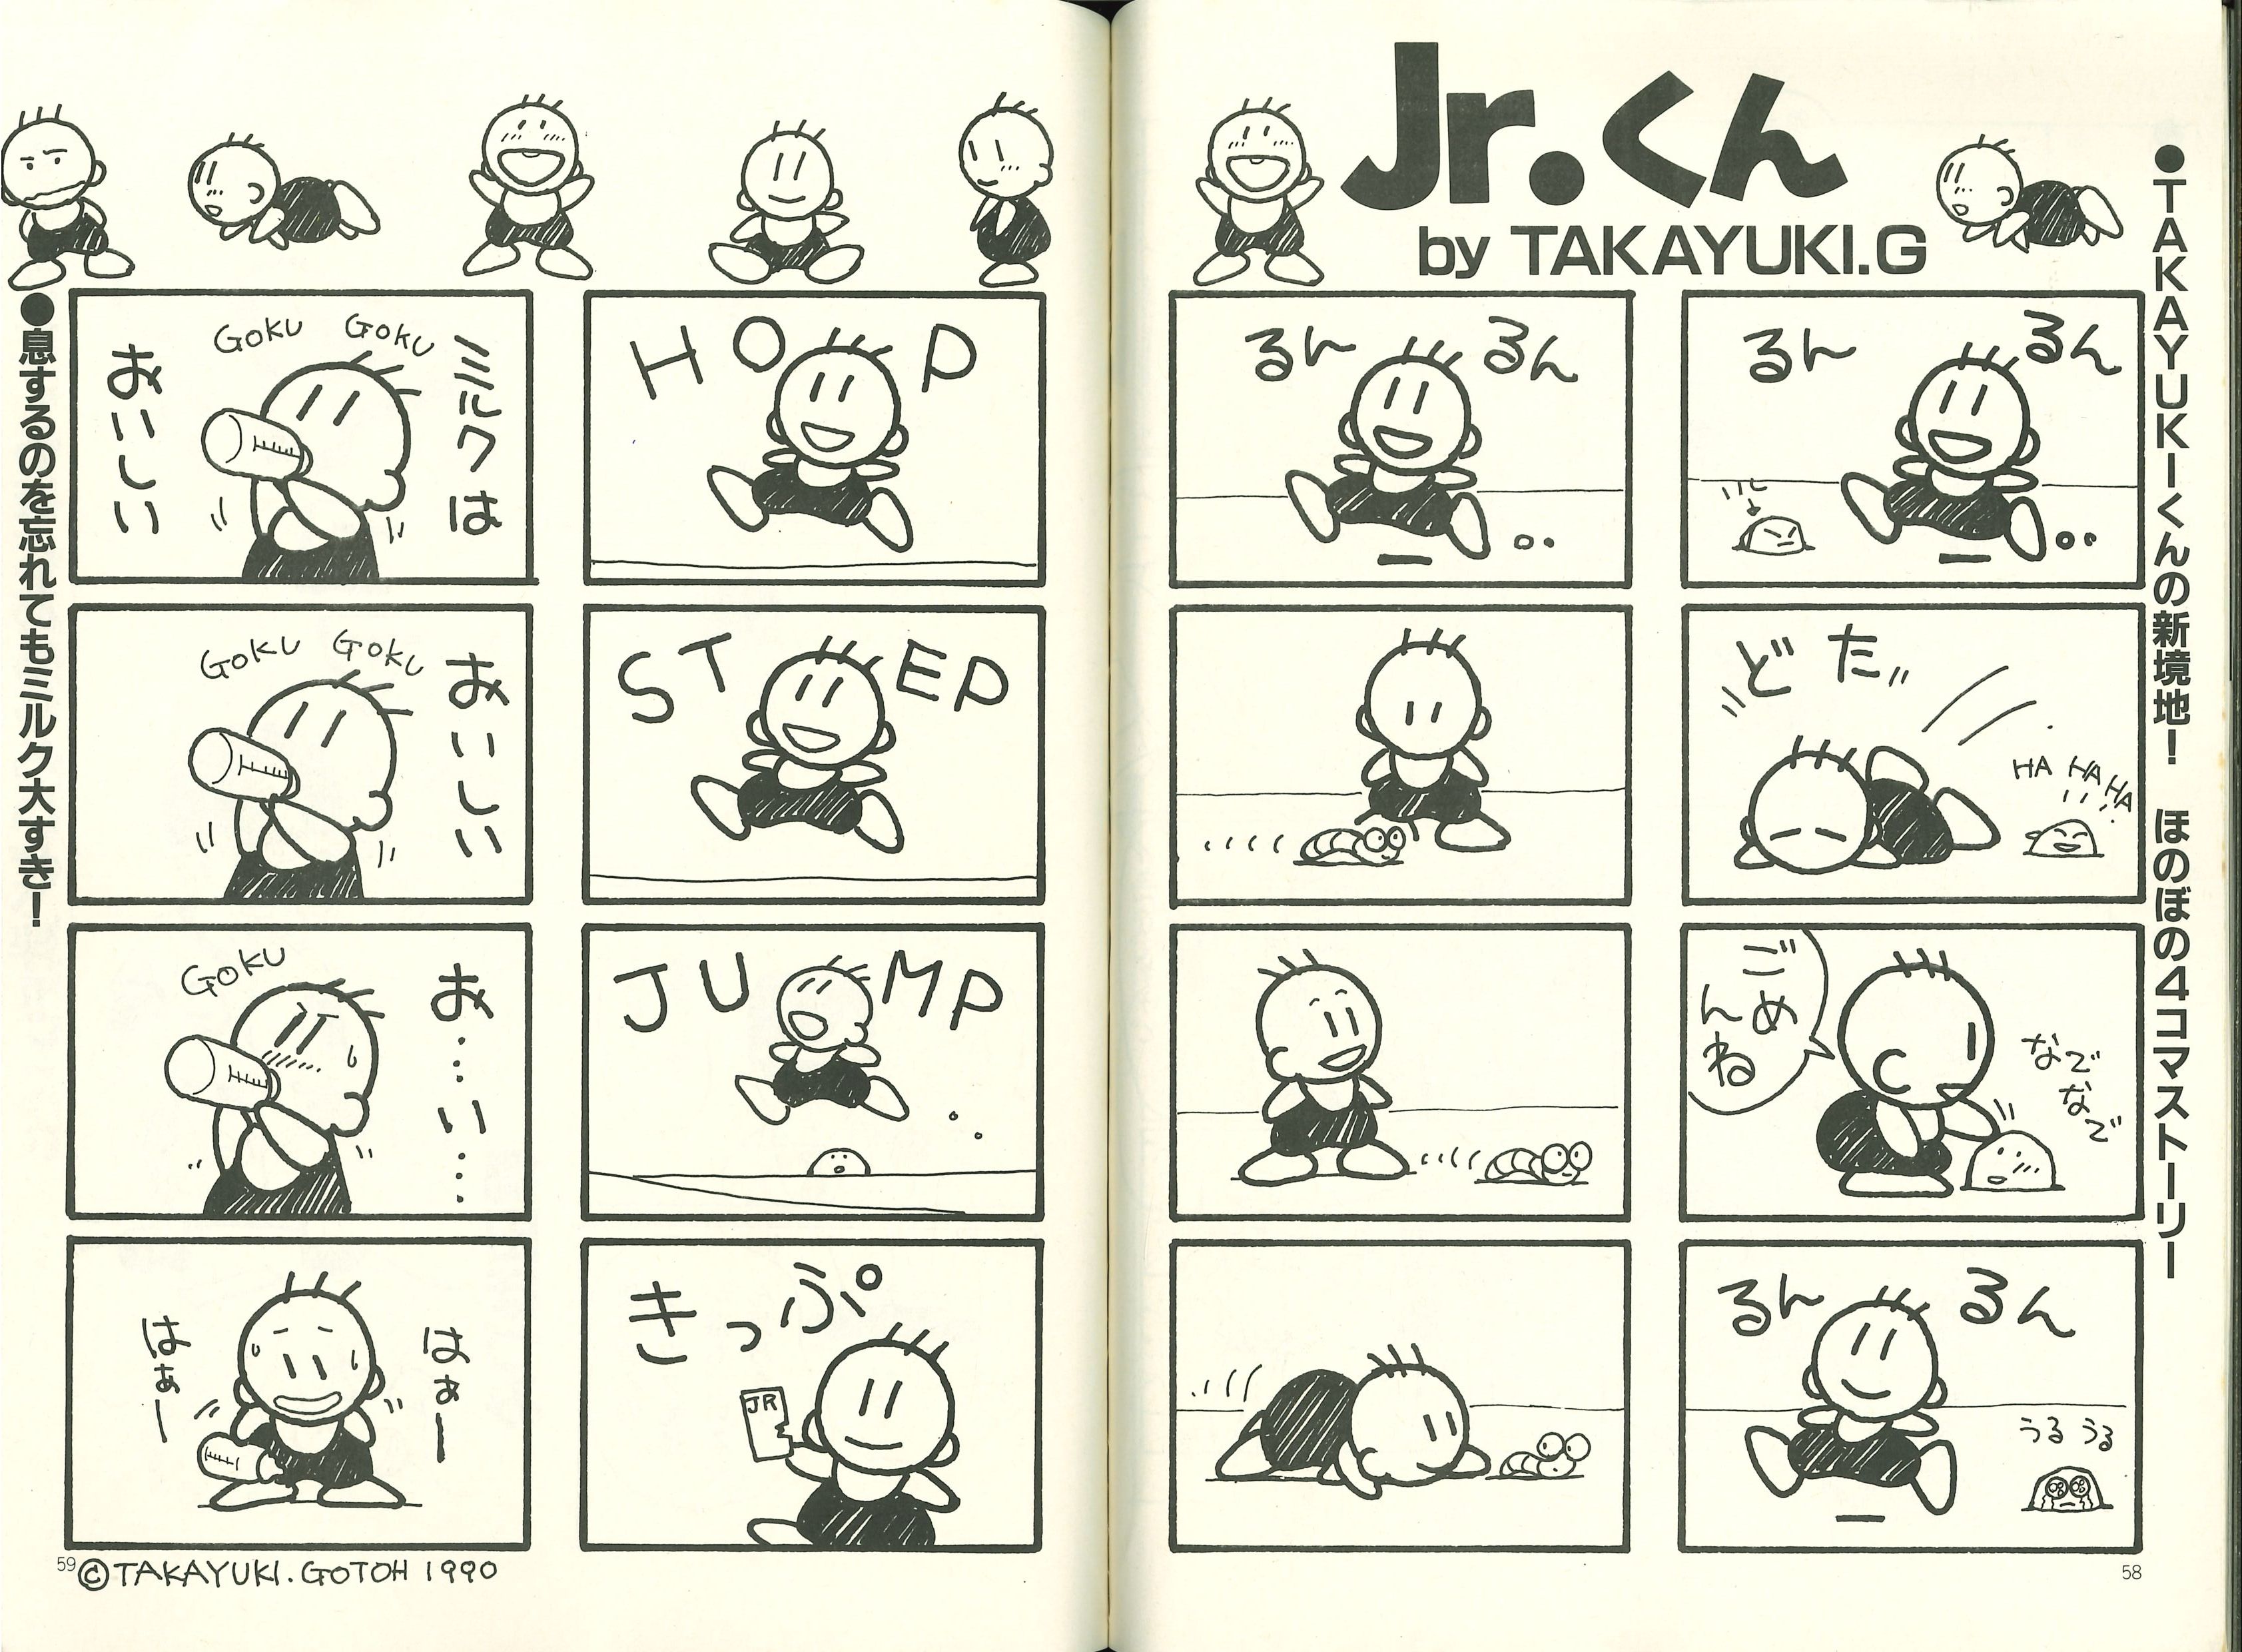 Jr.くん
by TAKAYUKI.G
●TAKAYUKIくんの新境地! ほのぼの4コマストーリー
るん
るん
どた
HA HA HA
ごめ
んね
なでなで
るん
るん
うるうる
58
るん
るん
HOP
STEP
JUMP
きっぷ
JR
ミルクは
GOKU GOKU
おいしい
おいしい
GOKU GOKU
お…い…
GOKU
はぁー
はぁー
●息するのを忘れてもミルク大すき!
59
©TAKAYUKI.GOTOH 1990